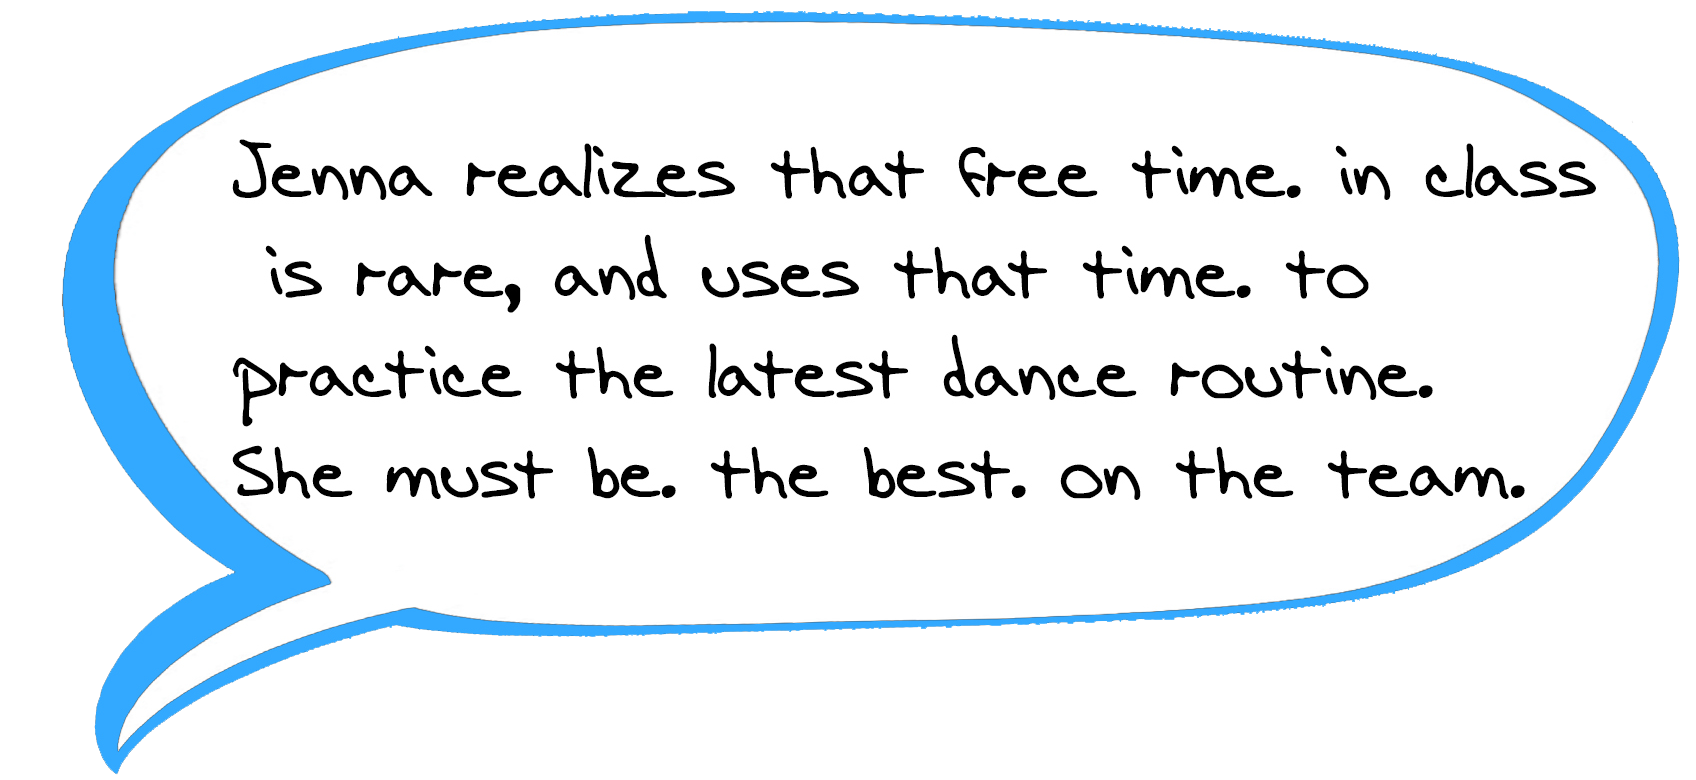 Jenna realizes that free time. in class
is rare, and uses that time. to
practice the latest dance routine.
She must be. the best. on the team.